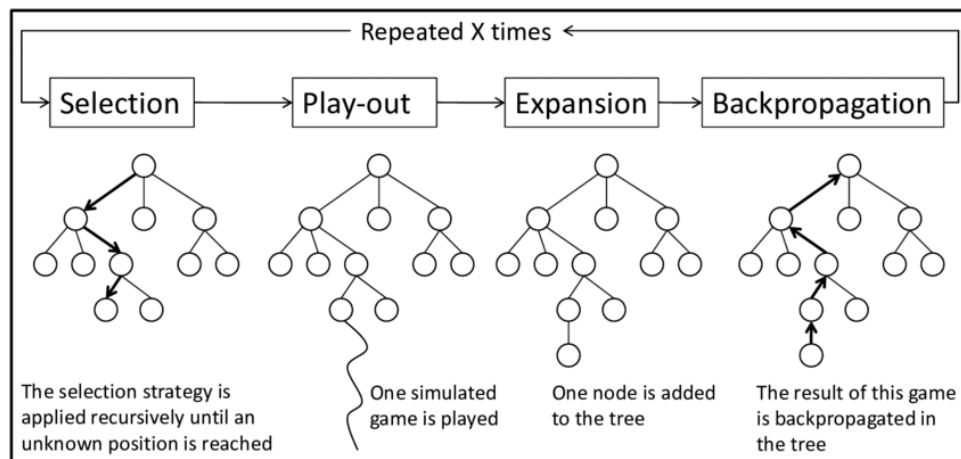 Repeated X times
Selection
Play-out
Expansion
Backpropagation
The selection strategy is
applied recursively until an
unknown position is reached
One simulated
game is played
One node is added
to the tree
The result of this game
is backpropagated in
the tree